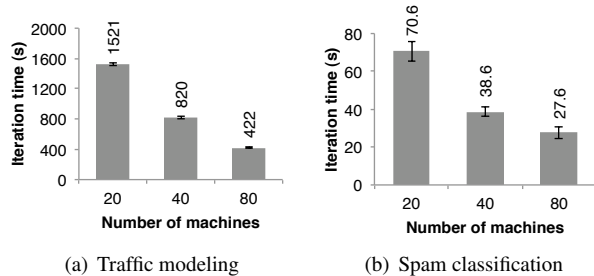 Iteration time (s)
2000
1600
1200
800
400
0
1521
820
422
20 40 80
Number of machines
(a) Traffic modeling
Iteration time (s)
80
60
40
20
0
70.6
38.6
27.6
20 40 80
Number of machines
(b) Spam classification